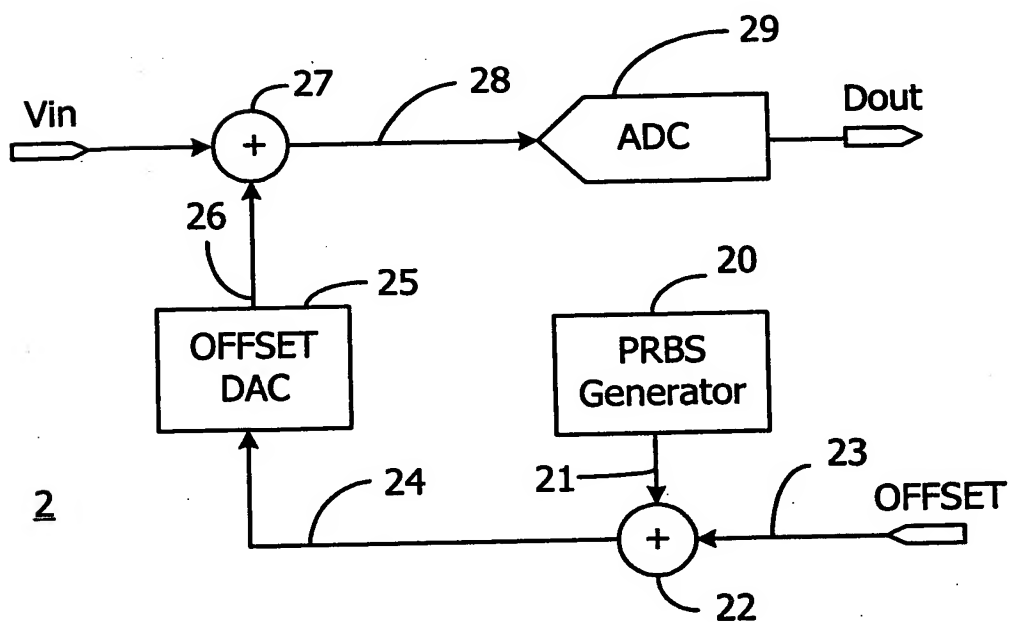 29
27
28
Vin
Dout
+
ADC
26
25
20
OFFSET
DAC
PRBS
Generator
21
23
24
OFFSET
2
+
22